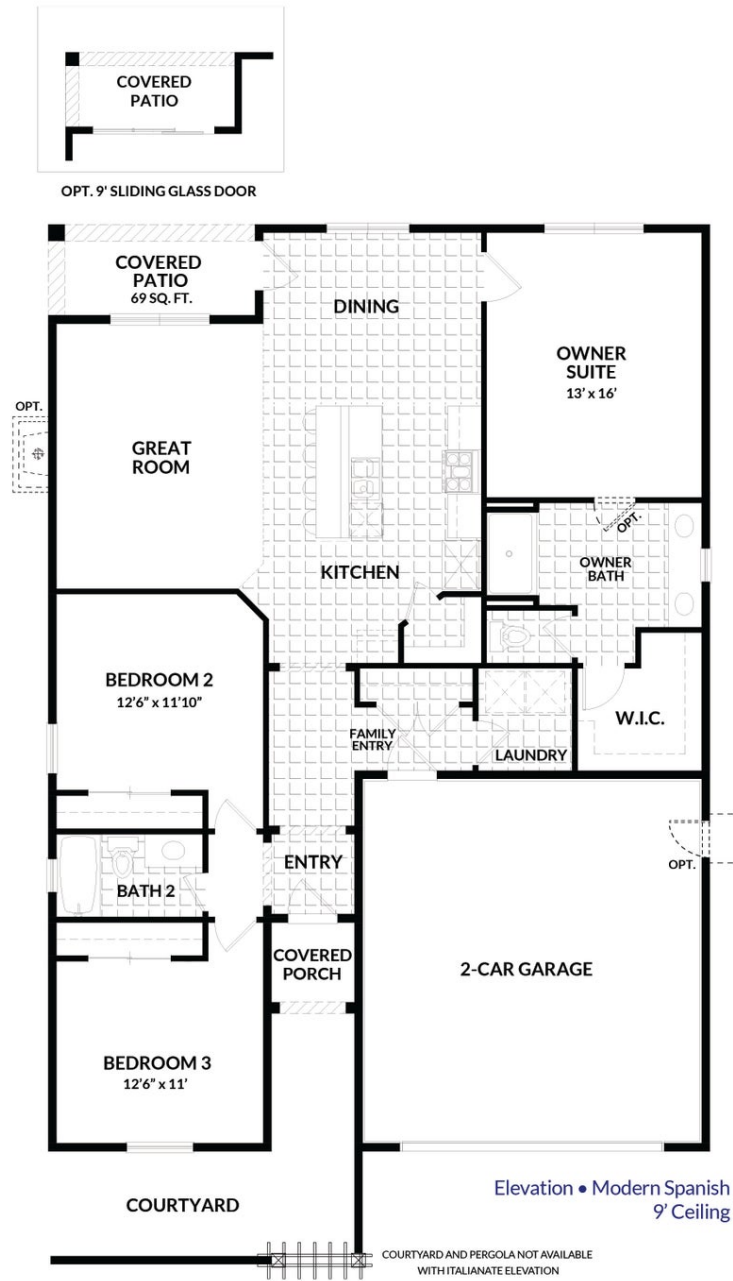 COVERED
PATIO
OPT. 9' SLIDING GLASS DOOR
COVERED
PATIO
69 SQ. FT.
DINING
OWNER
SUITE
13' x 16'
OPT.
GREAT
ROOM
OPT.
OWNER
BATH
KITCHEN
BEDROOM 2
12'6" x 11'10"
W.I.C.
FAMILY
ENTRY
LAUNDRY
ENTRY
OPT.
BATH 2
COVERED
PORCH
2-CAR GARAGE
BEDROOM 3
12'6" x 11'
Elevation • Modern Spanish
9' Ceiling
COURTYARD
COURTYARD AND PERGOLA NOT AVAILABLE
WITH ITALIANATE ELEVATION